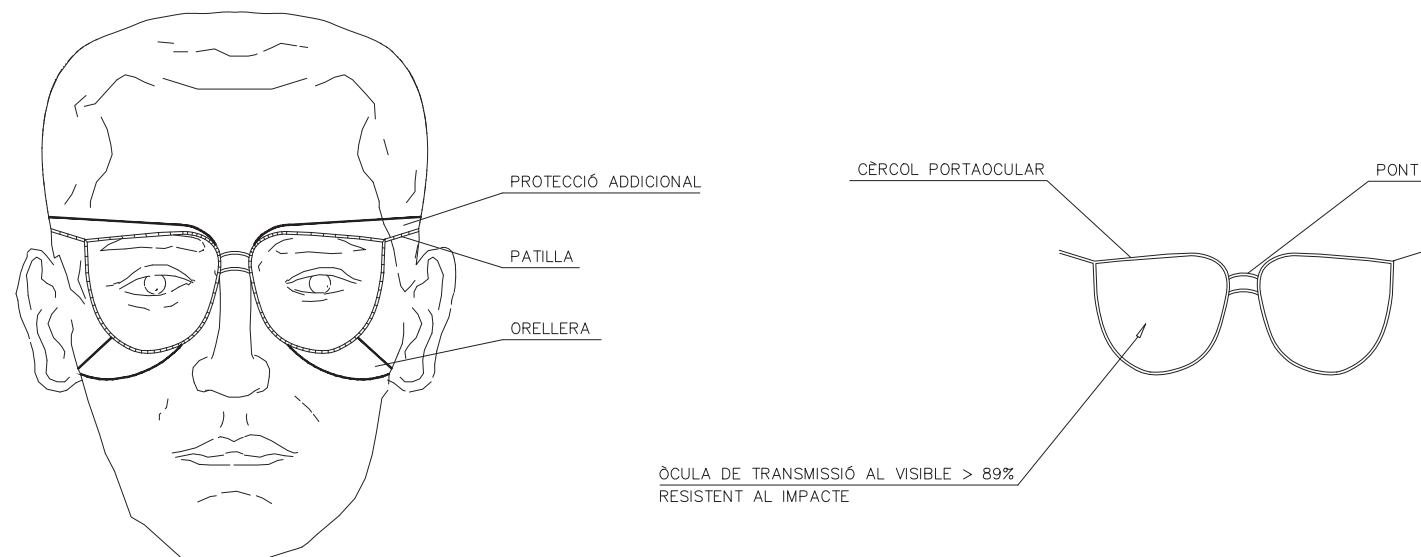 PROTECCIÓ ADDICIONAL
PATILLA
ORELLERA
CÈRCOL PORTAOCULAR
PONT
ÒCULA DE TRANSMISSIÓ AL VISIBLE > 89%
RESISTENT AL IMPACTE